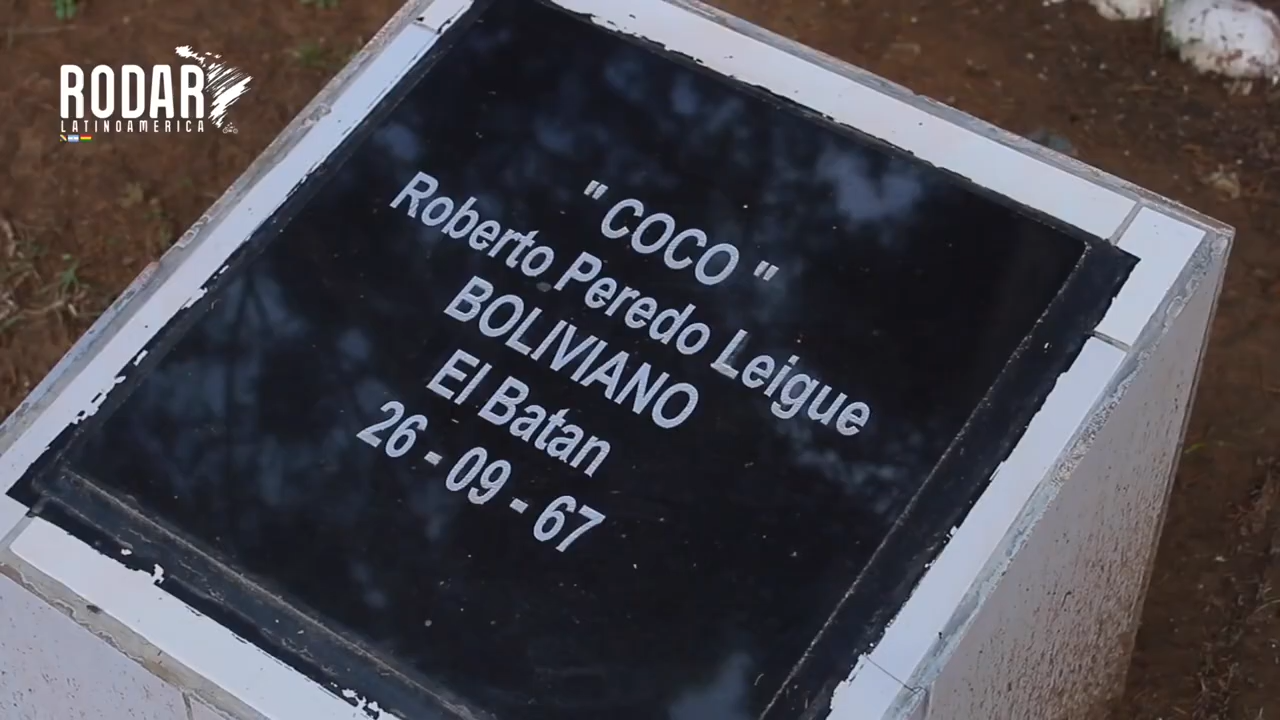 RODAR
LATINOAMERICA
"COCO"
Roberto Peredo Leigue
BOLIVIANO
El Batan
26 - 09 - 67